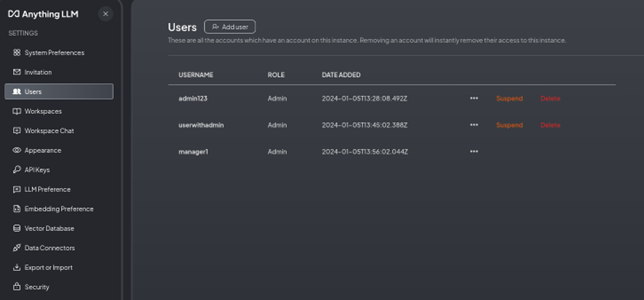 Anything LLM
SETTINGS
System Preferences
Invitation
Users
Workspaces
Workspace Chat
Appearance
API Keys
LLM Preference
Embedding Preference
Vector Database
Data Connectors
Export or Import
Security
Users
Add user
These are all the accounts which have an account on this instance. Removing an account will instantly remove their access to this instance.
USERNAME ROLE DATE ADDED
admin123 Admin 2024-01-05T13:28:08.492Z ••• Suspend Delete
userwithadmin Admin 2024-01-05T13:45:02.388Z ••• Suspend Delete
manager1 Admin 2024-01-05T13:56:02.044Z •••